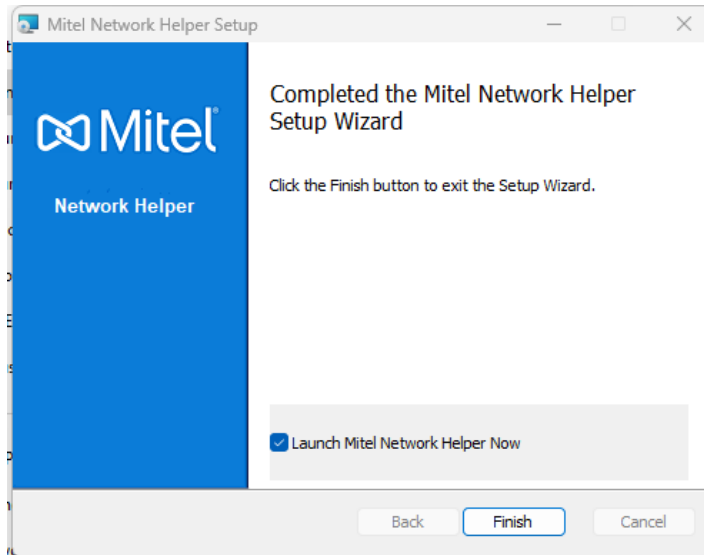 Mitel Network Helper Setup
Mitel
Network Helper
Completed the Mitel Network Helper
Setup Wizard
Click the Finish button to exit the Setup Wizard.
Launch Mitel Network Helper Now
Back
Finish
Cancel